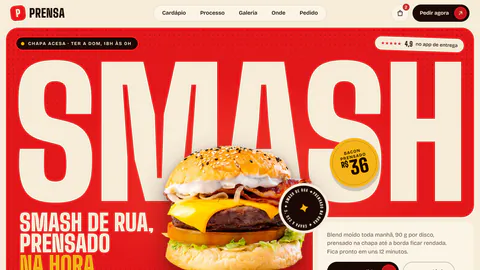 P PRENSA
Cardápio Processo Galeria Onde Pedido
Pedir agora
CHAPA ACESA · TER A DOM, 18H ÀS 0H
★★★★★ 4,9 no app de entrega
SMASH
BACON
PRENSADO
R$36
SMASH DE RUA,
PRENSADO
NA HORA
Blend moído toda manhã, 90 g por disco,
prensado na chapa até a borda ficar rendada.
Fica pronto em uns 12 minutos.